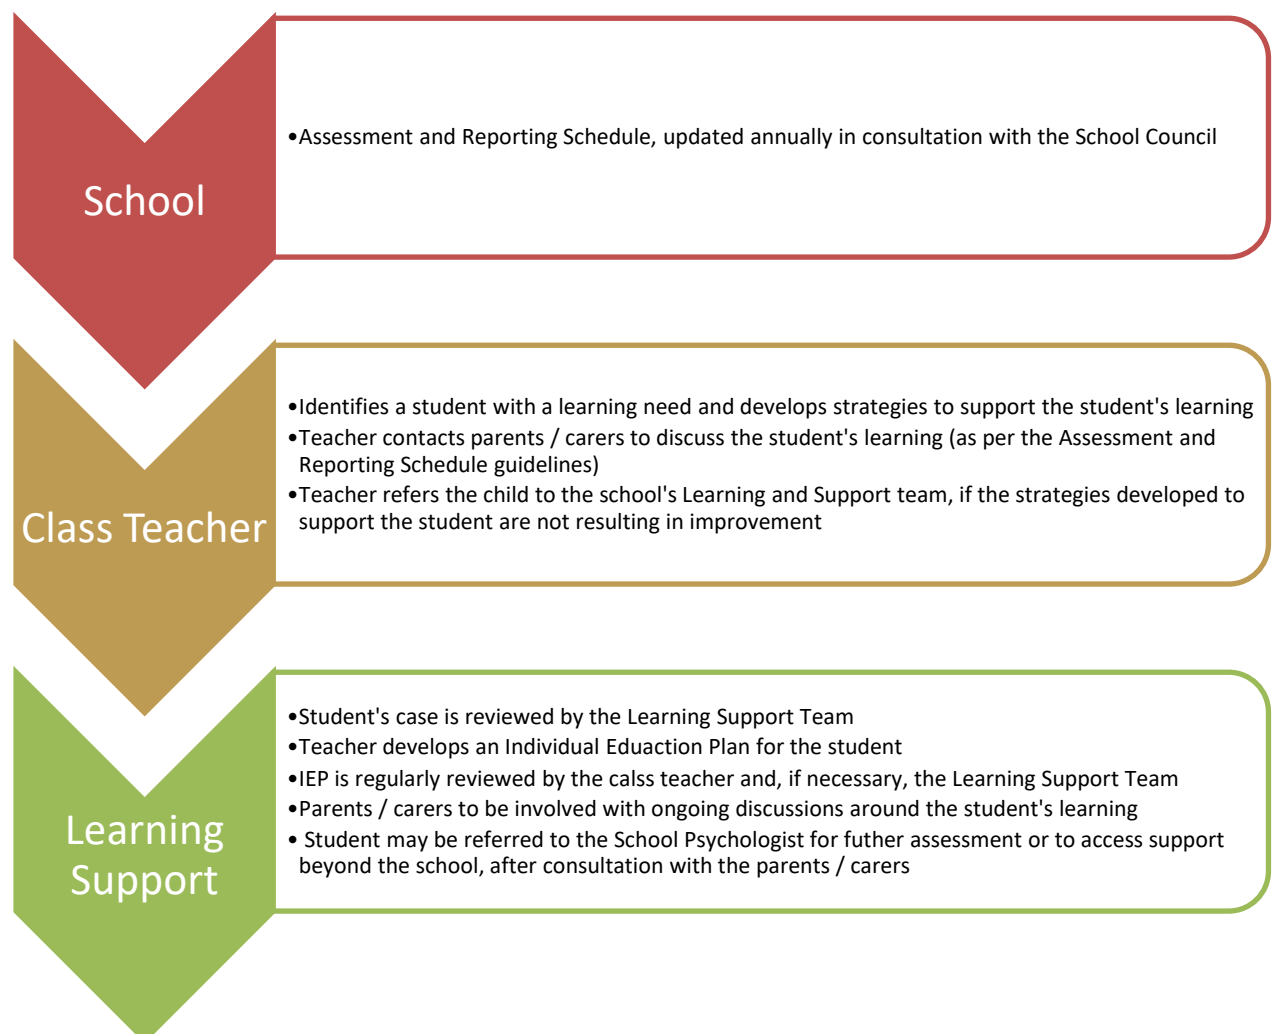 School
•Assessment and Reporting Schedule, updated annually in consultation with the School Council
Class Teacher
•Identifies a student with a learning need and develops strategies to support the student's learning
•Teacher contacts parents / carers to discuss the student's learning (as per the Assessment and
Reporting Schedule guidelines)
•Teacher refers the child to the school's Learning and Support team, if the strategies developed to
support the student are not resulting in improvement
Learning
Support
•Student's case is reviewed by the Learning Support Team
•Teacher develops an Individual Eduaction Plan for the student
•IEP is regularly reviewed by the calss teacher and, if necessary, the Learning Support Team
•Parents / carers to be involved with ongoing discussions around the student's learning
• Student may be referred to the School Psychologist for futher assessment or to access support
beyond the school, after consultation with the parents / carers